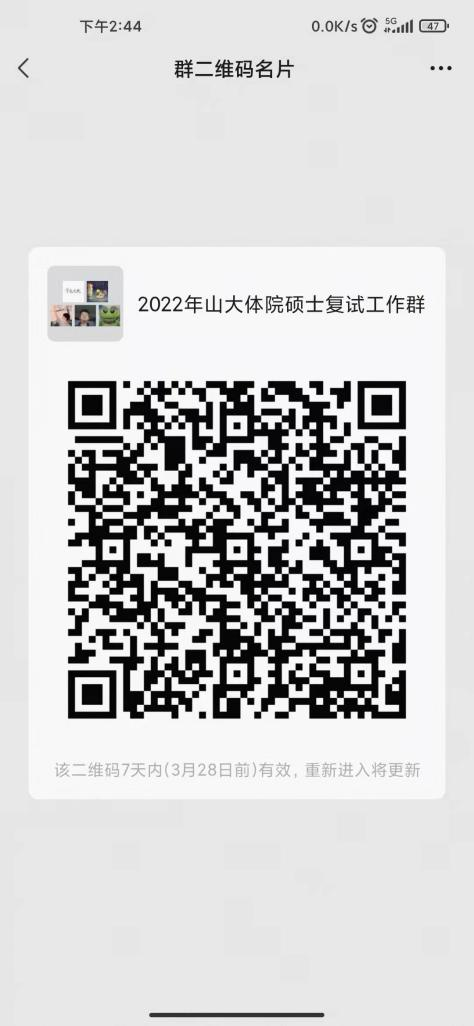 下午2:44
0.0K/s 5G 47
群二维码名片
2022年山大体院硕士复试工作群
该二维码7天内(3月28日前)有效，重新进入将更新